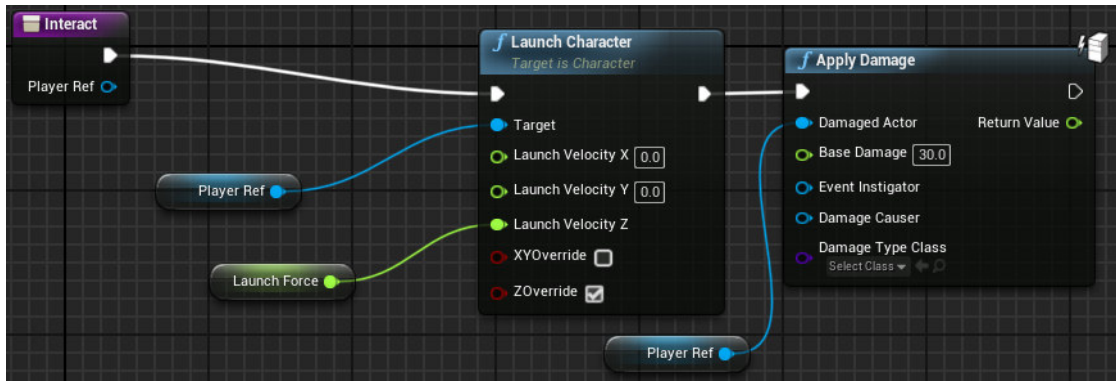 Interact
Player Ref
Launch Character
Target is Character
Target
Launch Velocity X 0.0
Launch Velocity Y 0.0
Launch Velocity Z
XYOverride
ZOverride
Player Ref
Launch Force
Apply Damage
Damaged Actor Return Value
Base Damage 30.0
Event Instigator
Damage Causer
Damage Type Class
Select Class
Player Ref